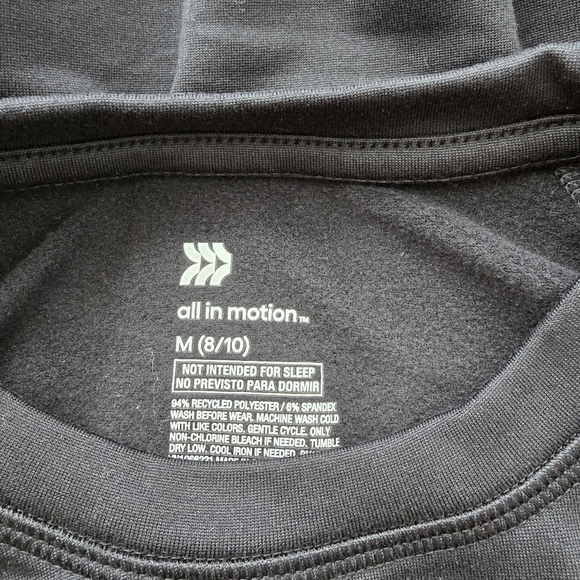 all in motion™
M (8/10)
NOT INTENDED FOR SLEEP
NO PREVISTO PARA DORMIR
94% RECYCLED POLYESTER / 6% SPANDEX
WASH BEFORE WEAR. MACHINE WASH COLD
WITH LIKE COLORS. GENTLE CYCLE. ONLY
NON-CHLORINE BLEACH IF NEEDED. TUMBLE
DRY LOW. COOL IRON IF NEEDED.
MADE IN